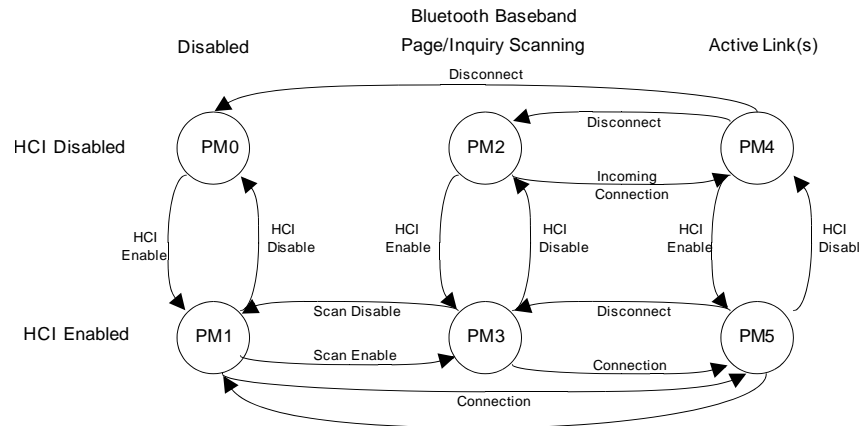 Bluetooth Baseband
Disabled
Page/Inquiry Scanning
Active Link(s)
Disconnect
HCI Disabled
PM0
PM2
Disconnect
PM4
Incoming
Connection
HCI
Enable
HCI
Disable
HCI
Enable
HCI
Disable
HCI
Enable
HCI
Disabl
HCI Enabled
PM1
Scan Disable
Scan Enable
PM3
Disconnect
Connection
PM5
Connection